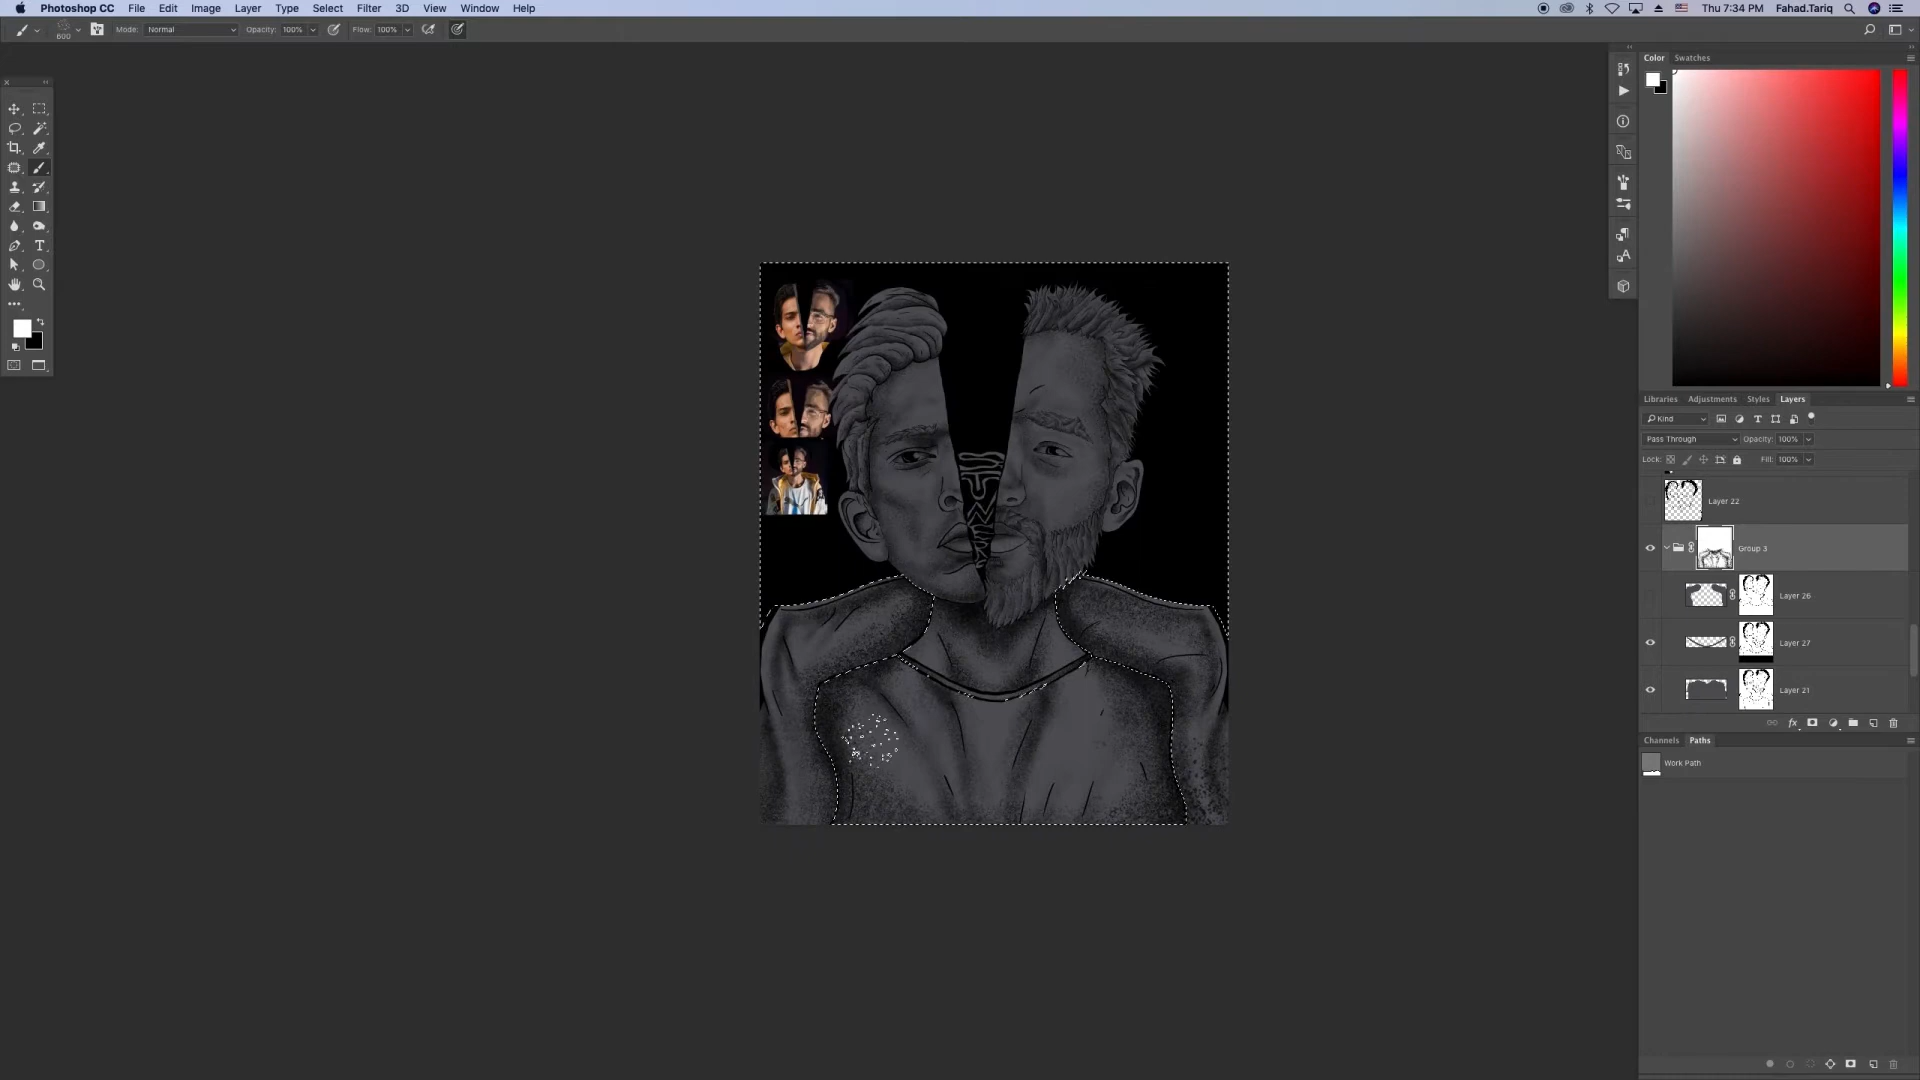 Photoshop CC File Edit Image Layer Type Select Filter 3D View Window Help Thu 7:34 PM Fahad.Tariq
600 Mode: Normal Opacity: 100% Flow: 100%
Color Swatches
Libraries Adjustments Styles Layers
Kind
Pass Through Opacity: 100%
Lock: Fill: 100%
Layer 22
Group 3
Layer 26
Layer 27
Layer 21
fx
Channels Paths
Work Path